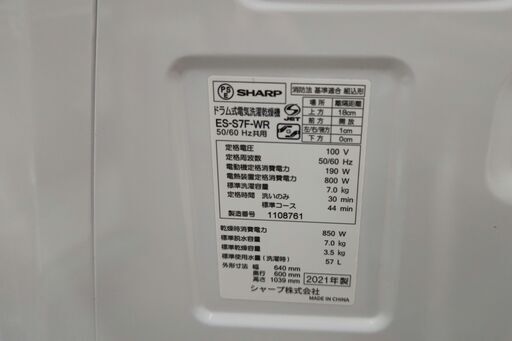 PS E SHARP
消防法 基準適合 組込形
ドラム式電気洗濯乾燥機
ES-S7F-WR
50/60 Hz共用
JET
場所 離隔距離
上方 18cm
前方 開放
左/右/後方 1cm
下方 0cm
定格電圧 100 V
定格周波数 50/60 Hz
電動機定格消費電力 190 W
電熱装置定格消費電力 800 W
標準洗濯容量 7.0 kg
定格時間 洗いのみ 30 min
標準コース 44 min
製造番号 1108761
乾燥時消費電力 850 W
標準脱水容量 7.0 kg
標準乾燥容量 3.5 kg
標準使用水量(洗濯時) 57 L
外形寸法 幅 640 mm
奥行 600 mm
高さ 1039 mm
2021年製
シャープ株式会社
MADE IN CHINA